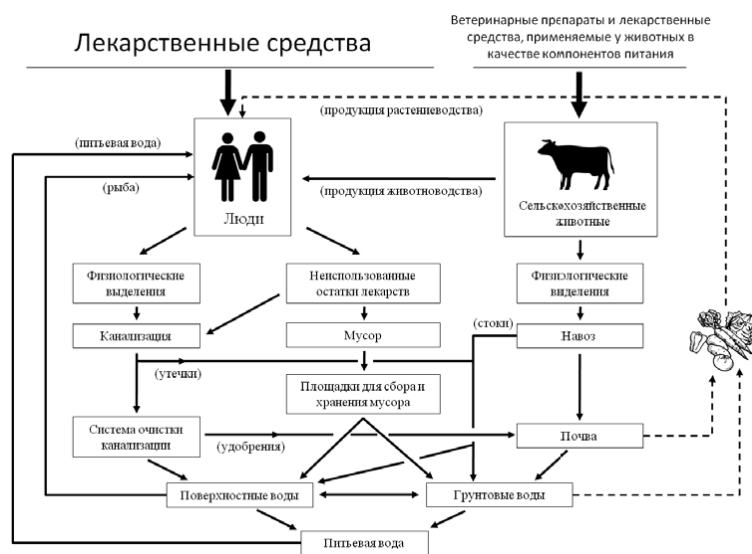 Ветеринарные препараты и лекарственные
средства, применяемые у животных в
качестве компонентов питания
Лекарственные средства
(продукция растениеводства)
(питьевая вода)
(рыба)
(продукция животноводства)
Люди
Сельскохозяйственные
животные
Физиологические
выделения
Неиспользованные
остатки лекарств
Физиологические
виделения
(стоки)
Канализация
Мусор
Навоз
(утечки)
Площадки для сбора и
хранения мусора
Система очистки
канализации
(удобрения)
Почва
Поверхностные воды
Грунтовые воды
Питьевая вода